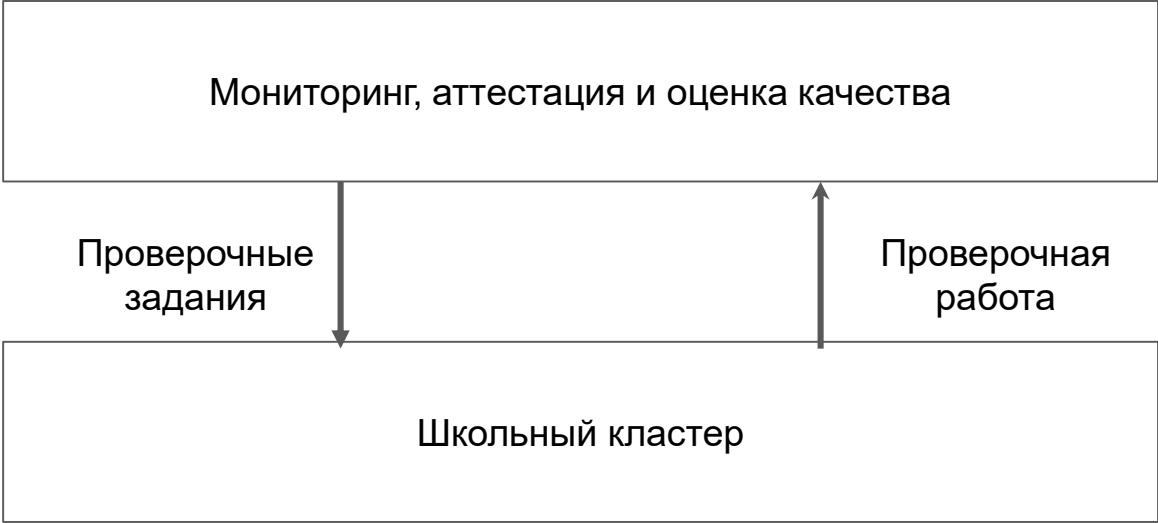 Мониторинг, аттестация и оценка качества
Проверочные
задания
Проверочная
работа
Школьный кластер